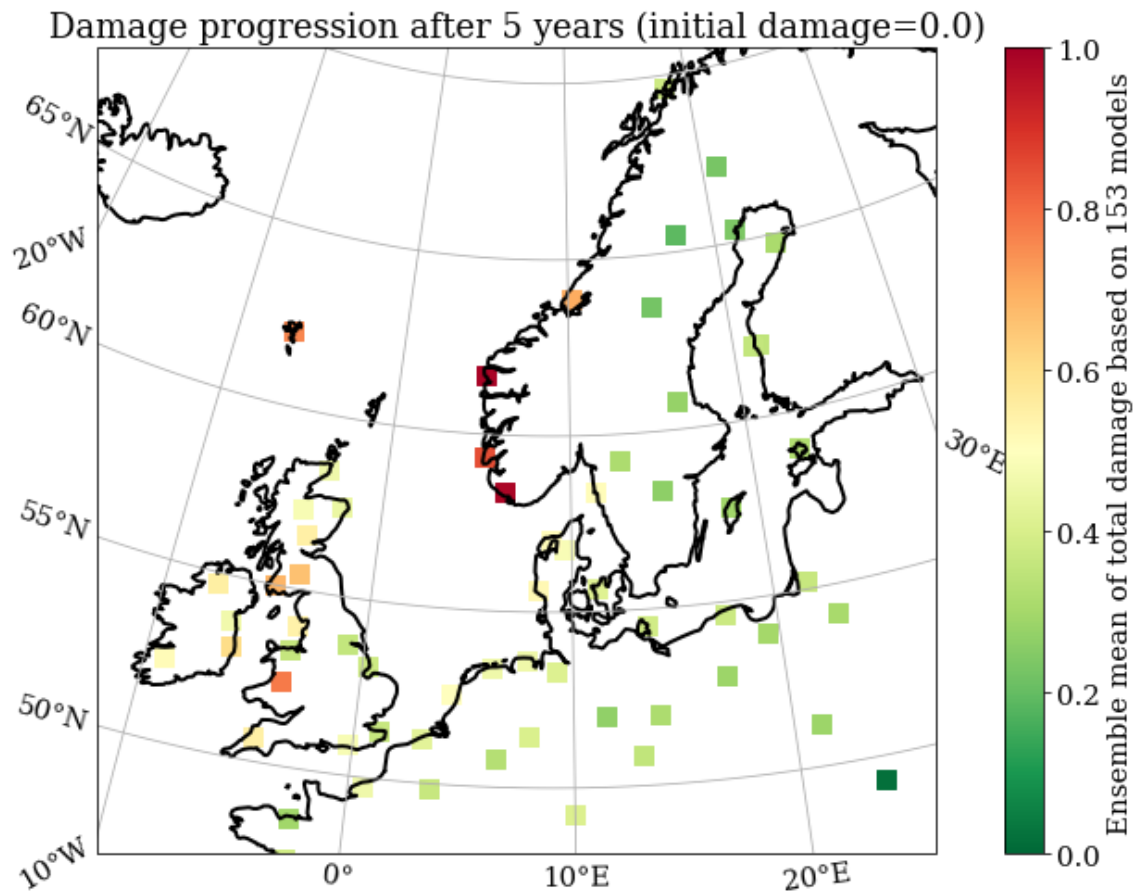 Damage progression after 5 years (initial damage=0.0)
65°N
20°W
60°N
55°N
50°N
10°W
0°
10°E
20°E
30°E
1.0
0.8
0.6
0.4
0.2
0.0
Ensemble mean of total damage based on 153 models